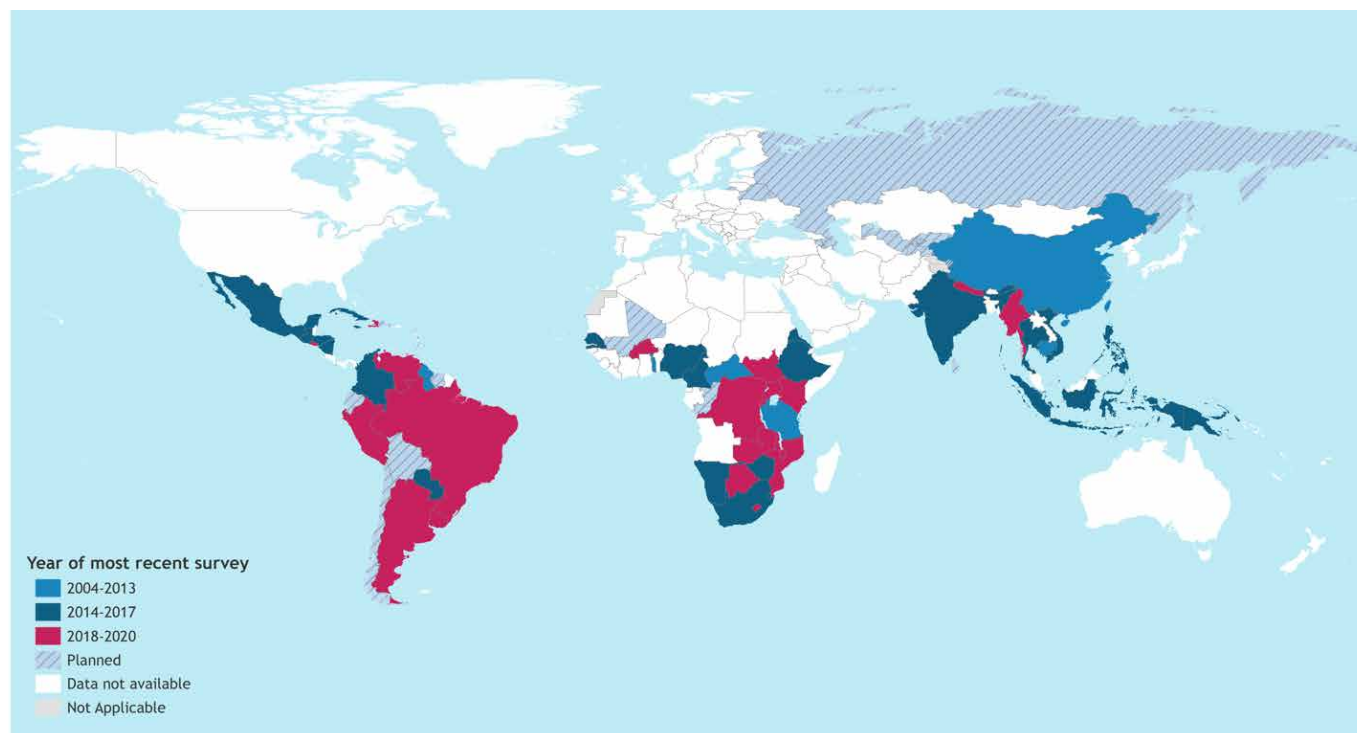 Year of most recent survey
2004-2013
2014-2017
2018-2020
Planned
Data not available
Not Applicable